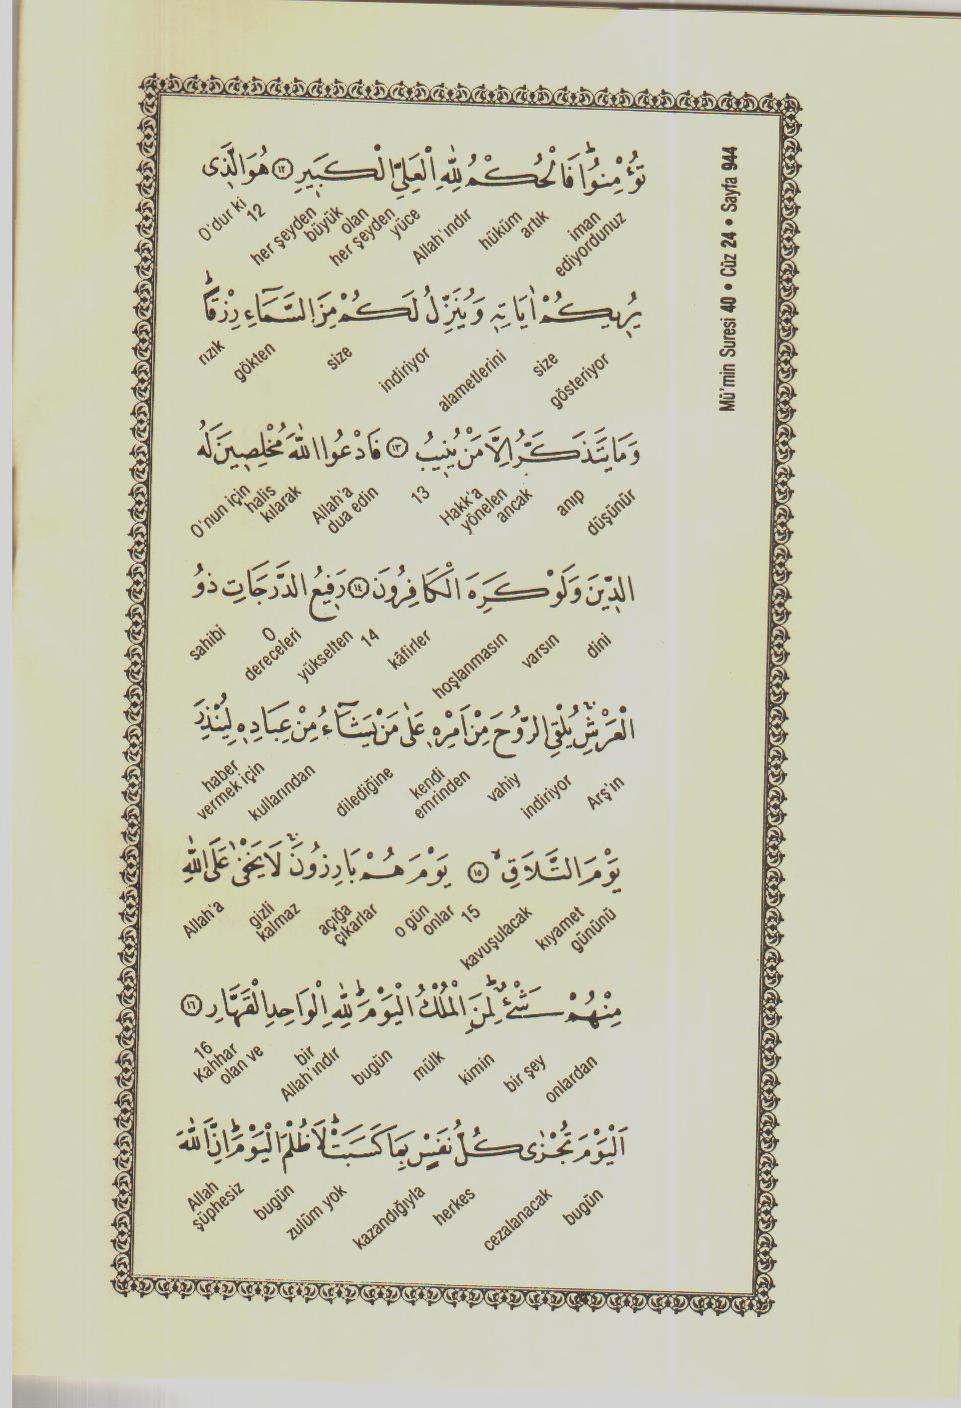 Mü'min Suresi 40 • Cüz 24 • Sayfa 944
تُؤْمِنُوا فَالْحُكْمُ لِلّٰهِ الْعَلِيِّ الْكَبِيرِ ﴿١٢﴾ هُوَ الَّذِي
iman ediyordunuz artık hüküm Allah'ındır yüce her şeyden olan büyük her şeyden 12 O'dur ki
يُرِيكُمْ اٰيَاتِهِ وَيُنَزِّلُ لَكُمْ مِنَ السَّمَاءِ رِزْقًا
gösteriyor size alametlerini indiriyor size gökten rızık
وَمَا يَتَذَكَّرُ اِلَّا مَنْ يُنِيبُ ﴿١٣﴾ فَادْعُوا اللّٰهَ مُخْلِصِينَ لَهُ
düşünür anıp ancak yönelen Hakk'a 13 dua edin Allah'a halis kılarak O'nun için
الدِّينَ وَلَوْ كَرِهَ الْكَافِرُونَ ﴿١٤﴾ رَفِيعُ الدَّرَجَاتِ ذُو
dini varsın hoşlanmasın kâfirler 14 yükselten dereceleri O sahibi
الْعَرْشِ يُلْقِي الرُّوحَ مِنْ اَمْرِهِ عَلٰى مَنْ يَشَاءُ مِنْ عِبَادِهِ لِيُنْذِرَ
Arş'ın indiriyor vahiy kendi emrinden dilediğine kullarından haber vermek için
يَوْمَ التَّلَاقِ ﴿١٥﴾ يَوْمَ هُمْ بَارِزُونَ لَا يَخْفٰى عَلَى اللّٰهِ
kıyamet gününü kavuşulacak 15 o gün onlar açığa çıkarlar gizli kalmaz Allah'a
مِنْهُمْ شَيْءٌ لِمَنِ الْمُلْكُ الْيَوْمَ لِلّٰهِ الْوَاحِدِ الْقَهَّارِ ﴿١٦﴾
onlardan bir şey kimin mülk bugün bir Allah'ındır olan ve Kahhar 16
اَلْيَوْمَ تُجْزٰى كُلُّ نَفْسٍ بِمَا كَسَبَتْ لَا ظُلْمَ الْيَوْمَ اِنَّ اللّٰهَ
bugün cezalanacak herkes kazandığıyla zulüm yok bugün şüphesiz Allah